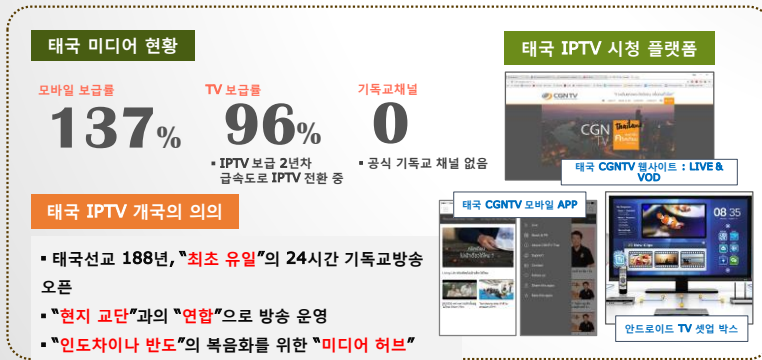 태국 미디어 현황
모바일 보급률
137%
TV 보급률
96%
▪ IPTV 보급 2년차
급속도로 IPTV 전환 중
기독교채널
0
▪ 공식 기독교 채널 없음
태국 IPTV 개국의 의의
▪ 태국선교 188년, “최초 유일”의 24시간 기독교방송
오픈
▪ “현지 교단”과의 “연합”으로 방송 운영
▪ “인도차이나 반도”의 복음화를 위한 “미디어 허브”
태국 IPTV 시청 플랫폼
CGNTV
CGN
TV
Thailand
태국 CGNTV 웹사이트 : LIVE &
VOD
태국 CGNTV 모바일 APP
08 35
안드로이드 TV 셋업 박스